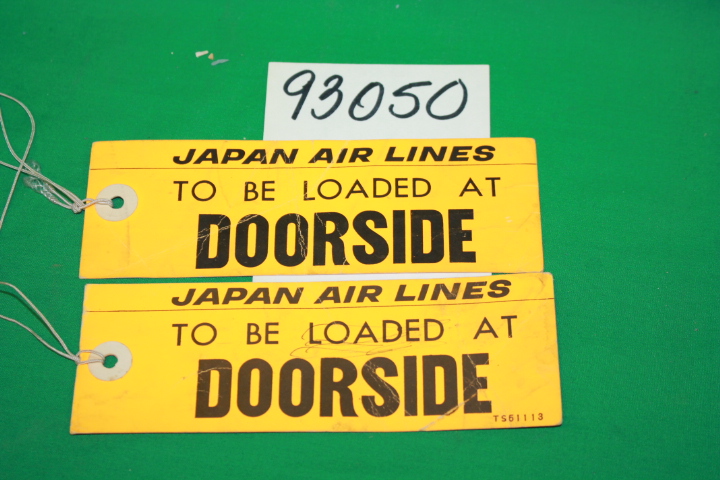 93050
JAPAN AIR LINES
TO BE LOADED AT
DOORSIDE
JAPAN AIR LINES
TO BE LOADED AT
DOORSIDE
TS61113